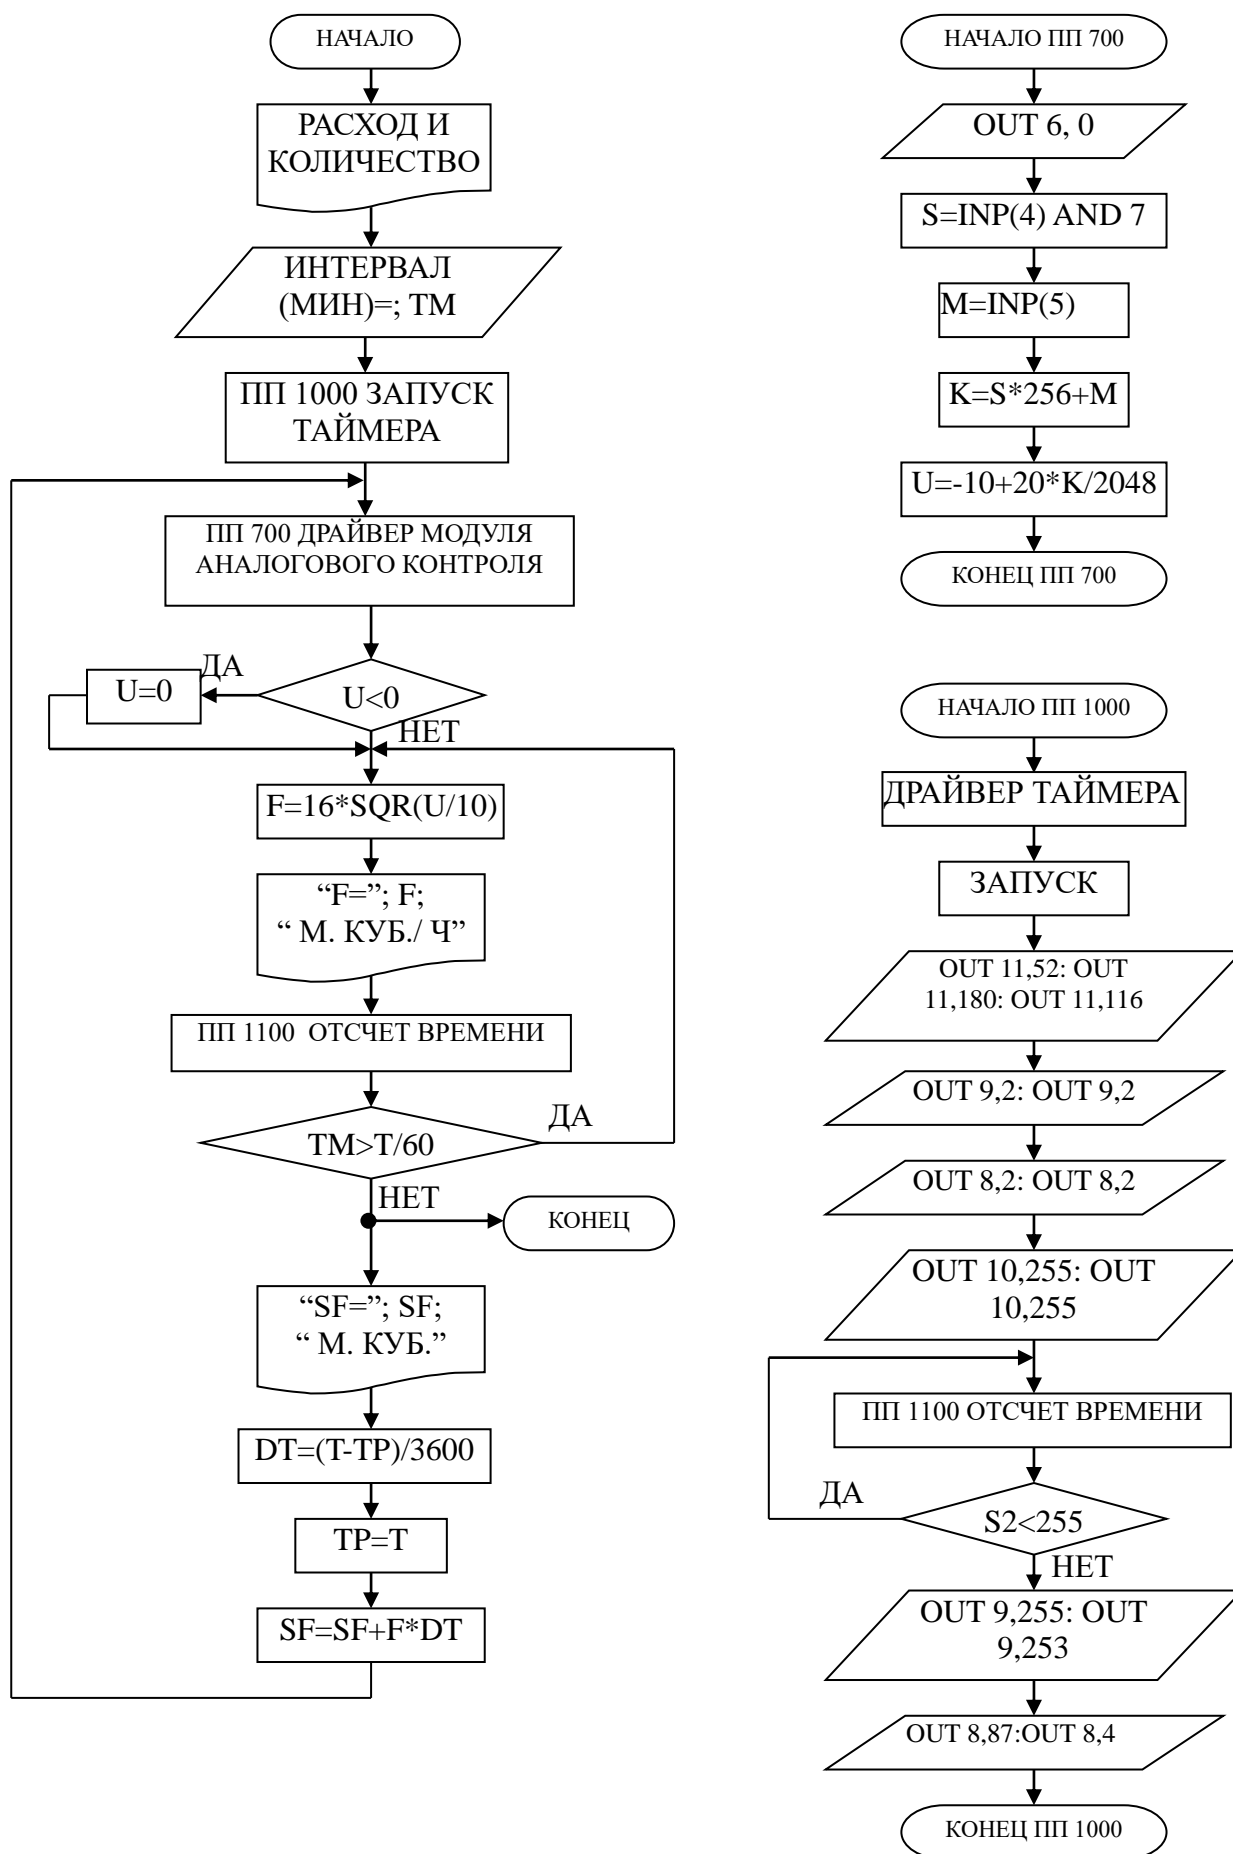 НАЧАЛО
РАСХОД И
КОЛИЧЕСТВО
ИНТЕРВАЛ
(МИН)=; ТМ
ПП 1000 ЗАПУСК
ТАЙМЕРА
ПП 700 ДРАЙВЕР МОДУЛЯ
АНАЛОГОВОГО КОНТРОЛЯ
ДА
U=0
U<0
НЕТ
F=16*SQR(U/10)
“F=”; F;
“ М. КУБ./ Ч”
ПП 1100  ОТСЧЕТ ВРЕМЕНИ
ДА
TM>T/60
НЕТ
КОНЕЦ
“SF=”; SF;
“ М. КУБ.”
DT=(T-TP)/3600
TP=T
SF=SF+F*DT
НАЧАЛО ПП 700
OUT 6, 0
S=INP(4) AND 7
M=INP(5)
K=S*256+M
U=-10+20*K/2048
КОНЕЦ ПП 700
НАЧАЛО ПП 1000
ДРАЙВЕР ТАЙМЕРА
ЗАПУСК
OUT 11,52: OUT
11,180: OUT 11,116
OUT 9,2: OUT 9,2
OUT 8,2: OUT 8,2
OUT 10,255: OUT
10,255
ПП 1100 ОТСЧЕТ ВРЕМЕНИ
ДА
S2<255
НЕТ
OUT 9,255: OUT
9,253
OUT 8,87:OUT 8,4
КОНЕЦ ПП 1000